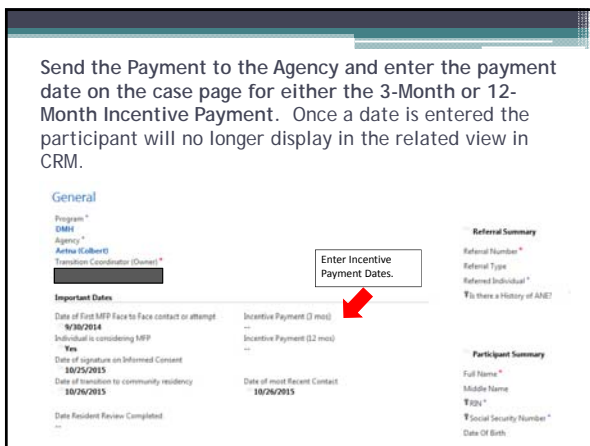 Send the Payment to the Agency and enter the payment
date on the case page for either the 3-Month or 12-
Month Incentive Payment. Once a date is entered the
participant will no longer display in the related view in
CRM.
General
Program *
DMH
Agency *
Aetna (Colbert)
Transition Coordinator (Owner) *
Enter Incentive
Payment Dates.
Important Dates
Date of First MFP Face to Face contact or attempt
9/30/2014
Incentive Payment (3 mos)
--
Individual is considering MFP
Yes
Incentive Payment (12 mos)
--
Date of signature on Informed Consent
10/25/2015
Date of transition to community residency
10/26/2015
Date of most Recent Contact
10/26/2015
Date Resident Review Completed
--
Referral Summary
Referral Number *
Referral Type
Referred Individual *
Is there a History of ANE?
Participant Summary
Full Name *
Middle Name
RIN *
Social Security Number *
Date Of Birth